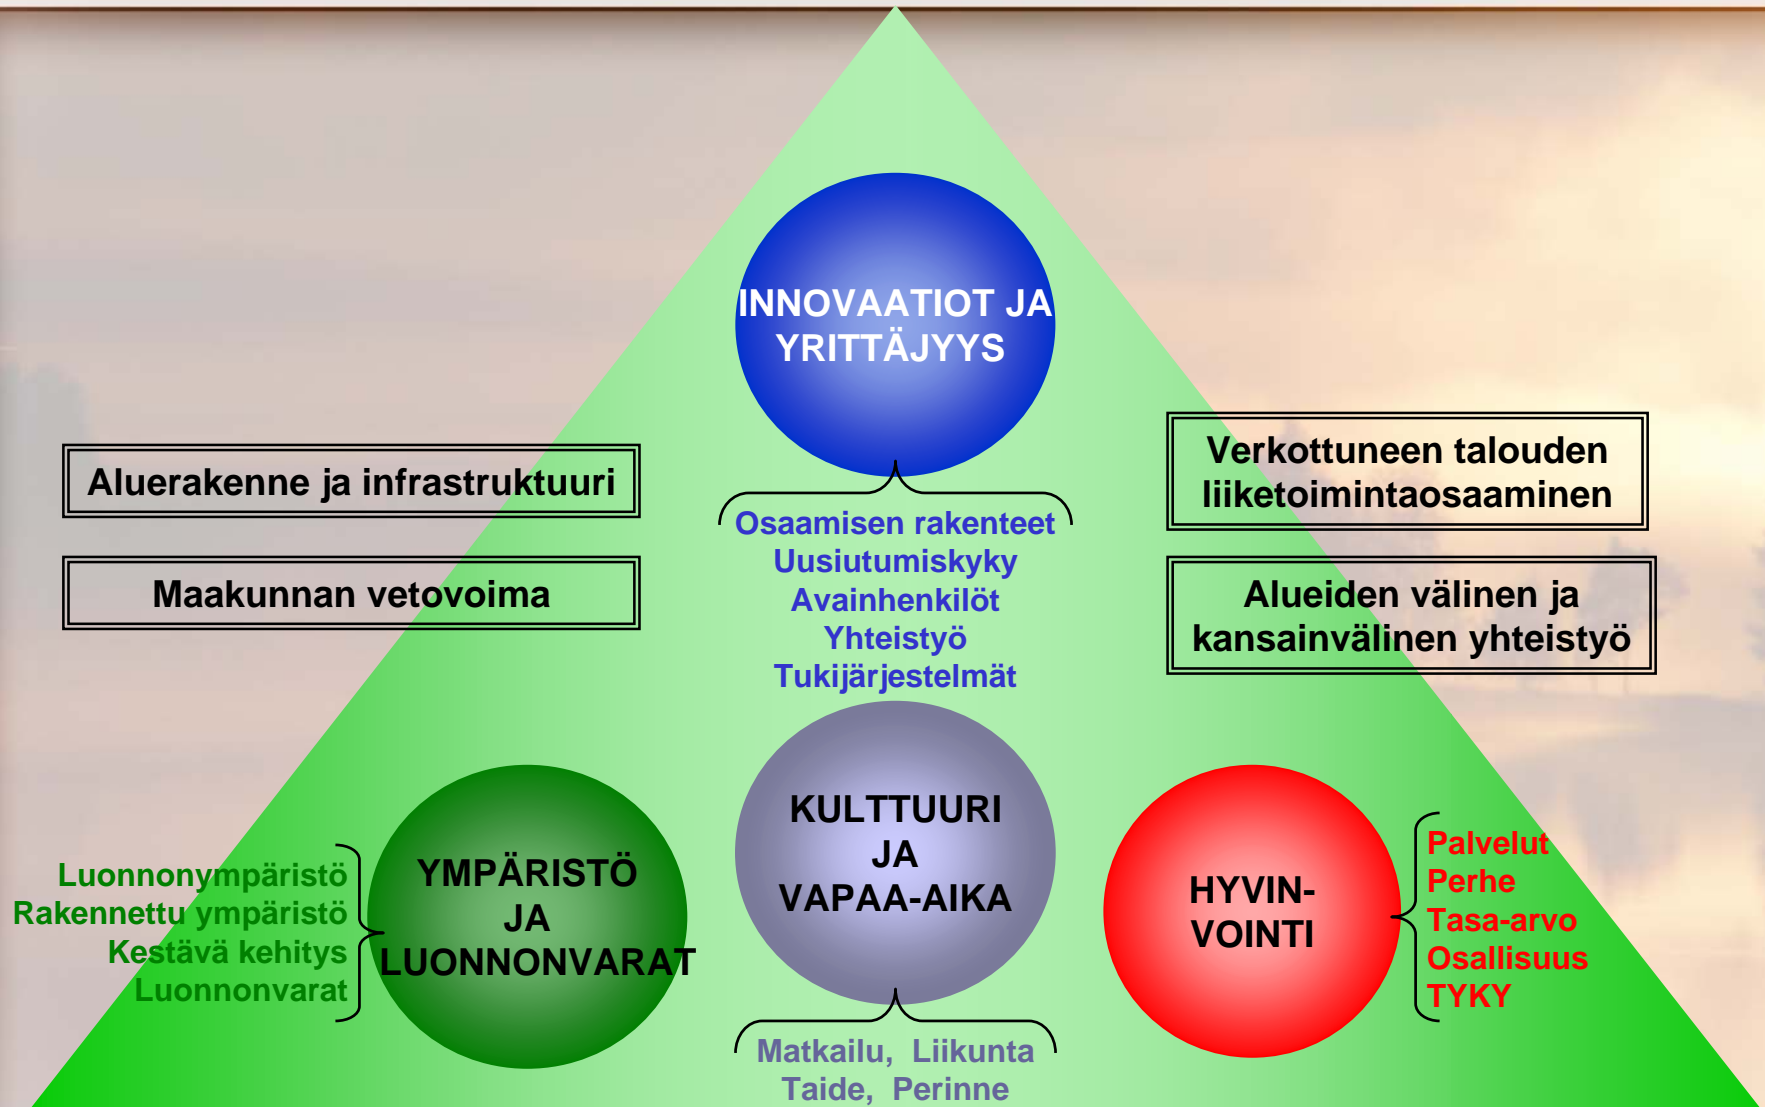 INNOVAATIOT JA
YRITTÄJYYS
Aluerakenne ja infrastruktuuri
Maakunnan vetovoima
Verkottuneen talouden
liiketoimintaosaaminen
Alueiden välinen ja
kansainvälinen yhteistyö
Osaamisen rakenteet
Uusiutumiskyky
Avainhenkilöt
Yhteistyö
Tukijärjestelmät
Luonnonympäristö
Rakennettu ympäristö
Kestävä kehitys
Luonnonvarat
YMPÄRISTÖ
JA
LUONNONVARAT
KULTTUURI
JA
VAPAA-AIKA
HYVIN-
VOINTI
Palvelut
Perhe
Tasa-arvo
Osallisuus
TYKY
Matkailu, Liikunta
Taide, Perinne